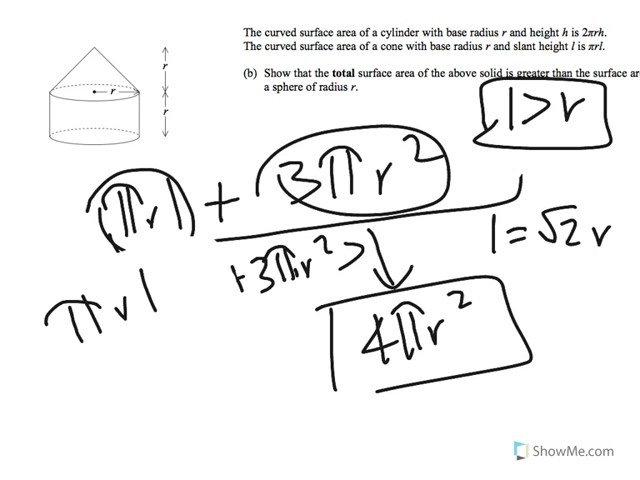 The curved surface area of a cylinder with base radius r and height h is 2πrh.
The curved surface area of a cone with base radius r and slant height l is πrl.
(b) Show that the total surface area of the above solid is greater than the surface
a sphere of radius r.
r
r
r
l > r
(πrl) + 3πr²
l = √2 r
+3πr² >
πrl
4πr²
ShowMe.com